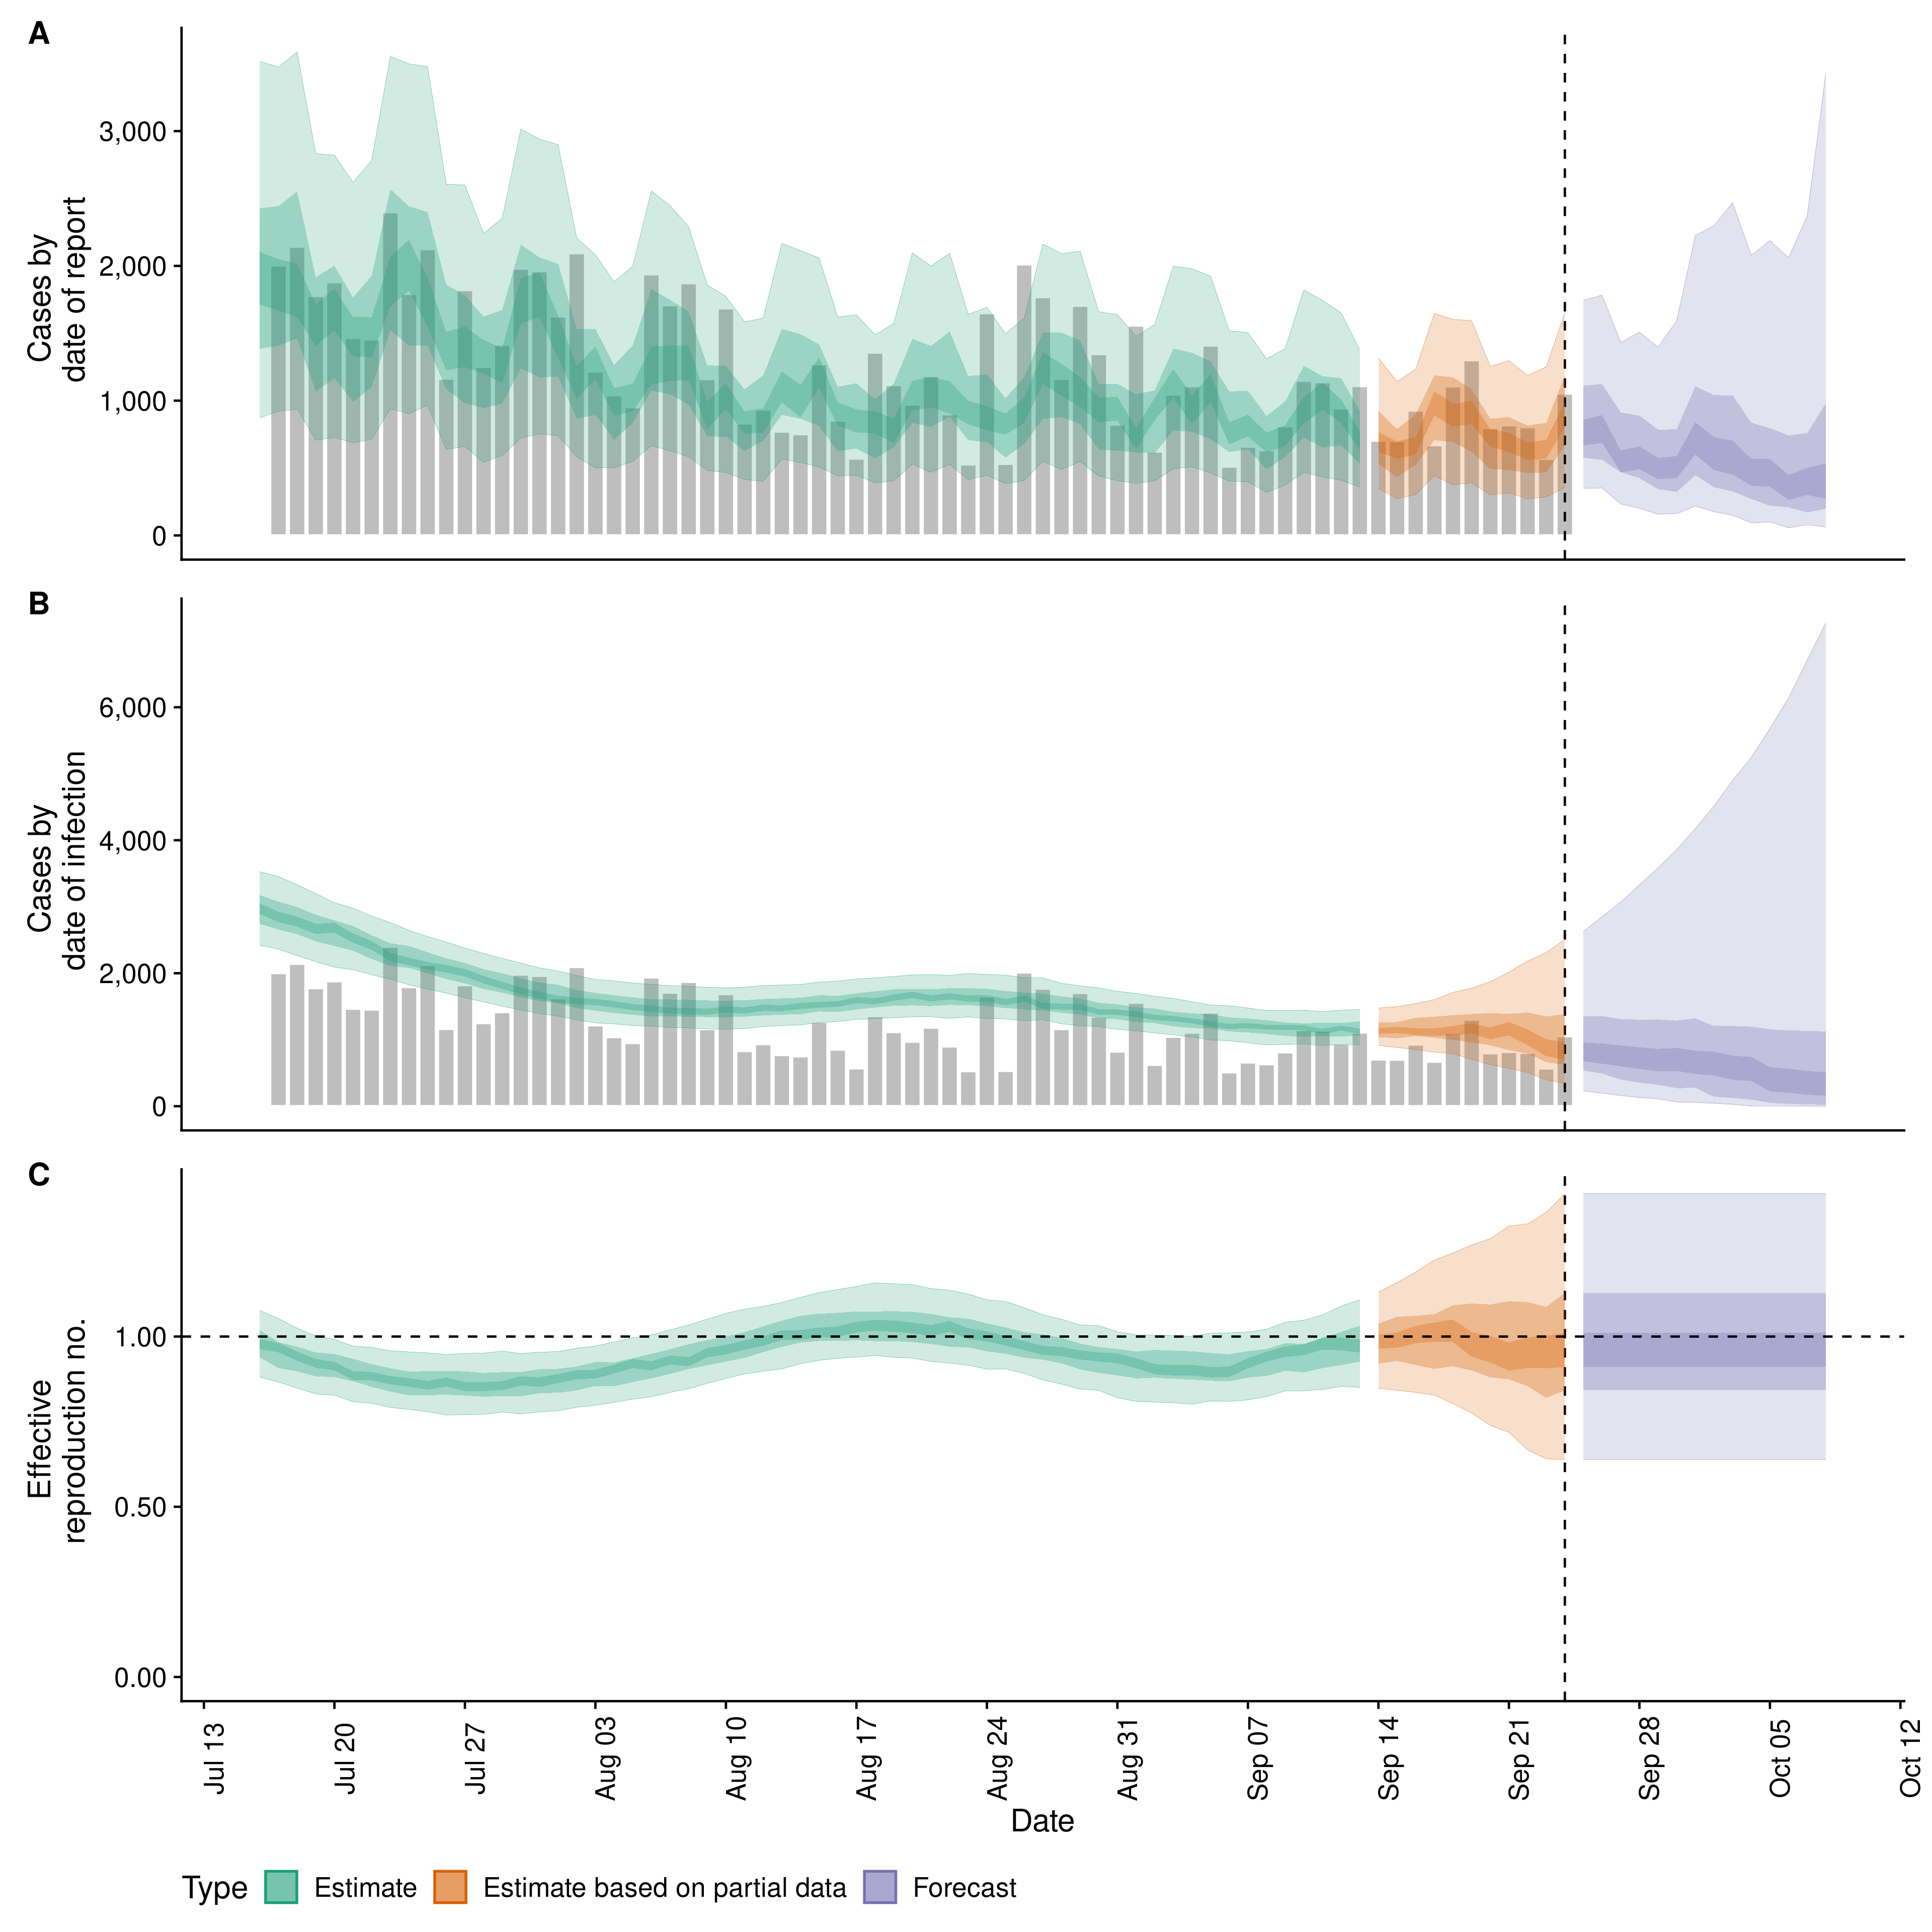 A
Cases by
date of report
3,000
2,000
1,000
0
B
Cases by
date of infection
6,000
4,000
2,000
0
C
Effective
reproduction no.
1.00
0.50
0.00
Jul 13
Jul 20
Jul 27
Aug 03
Aug 10
Aug 17
Aug 24
Aug 31
Sep 07
Sep 14
Sep 21
Sep 28
Oct 05
Oct 12
Date
Type Estimate Estimate based on partial data Forecast